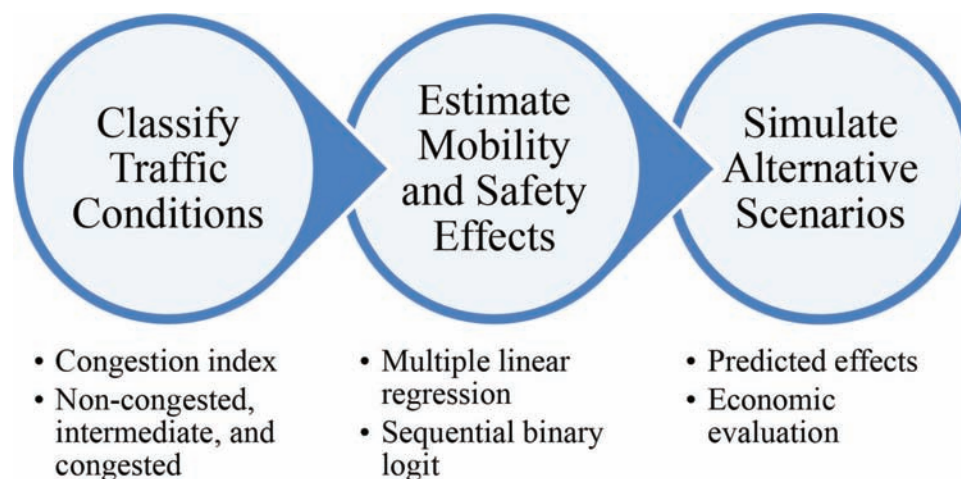 Classify
Traffic
Conditions
Estimate
Mobility
and Safety
Effects
Simulate
Alternative
Scenarios
• Congestion index
• Non-congested,
intermediate, and
congested
• Multiple linear
regression
• Sequential binary
logit
• Predicted effects
• Economic
evaluation